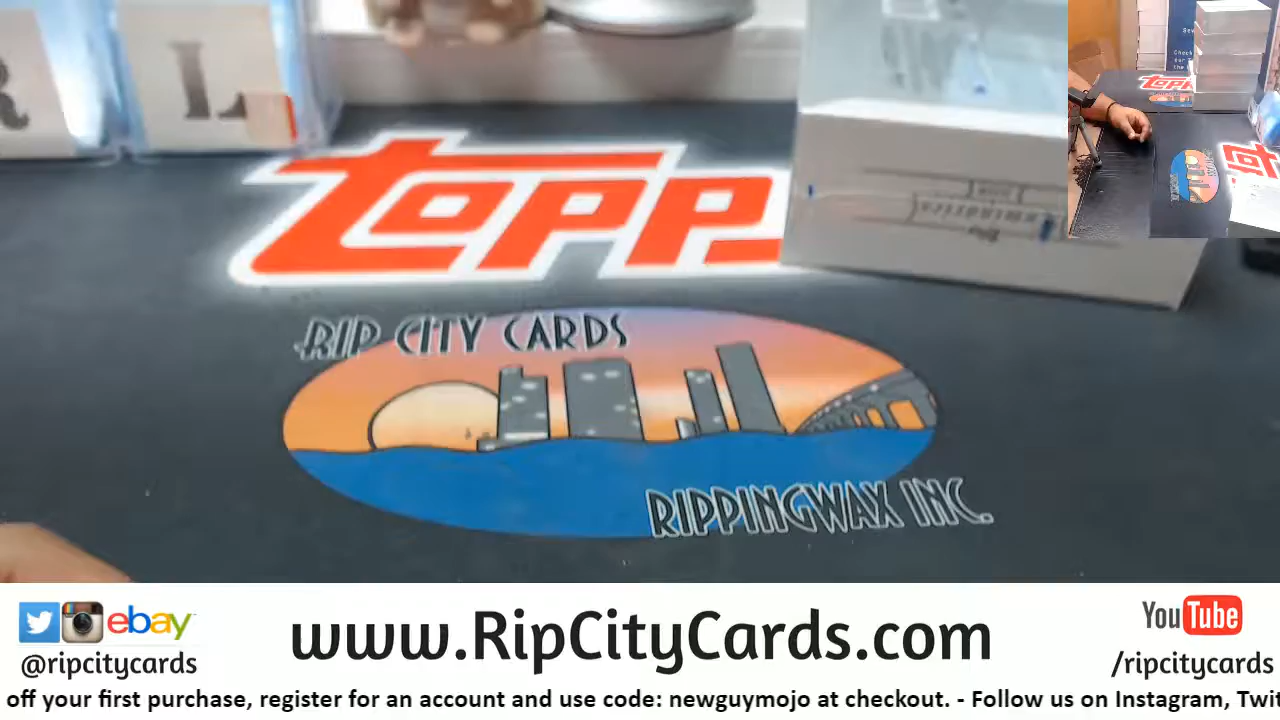 R L
topp
RIP CITY CARDS
RIPPINGWAX INC.
Luminaries
ebay
@ripcitycards
www.RipCityCards.com
YouTube
/ripcitycards
off your first purchase, register for an account and use code: newguymojo at checkout. - Follow us on Instagram, Twit